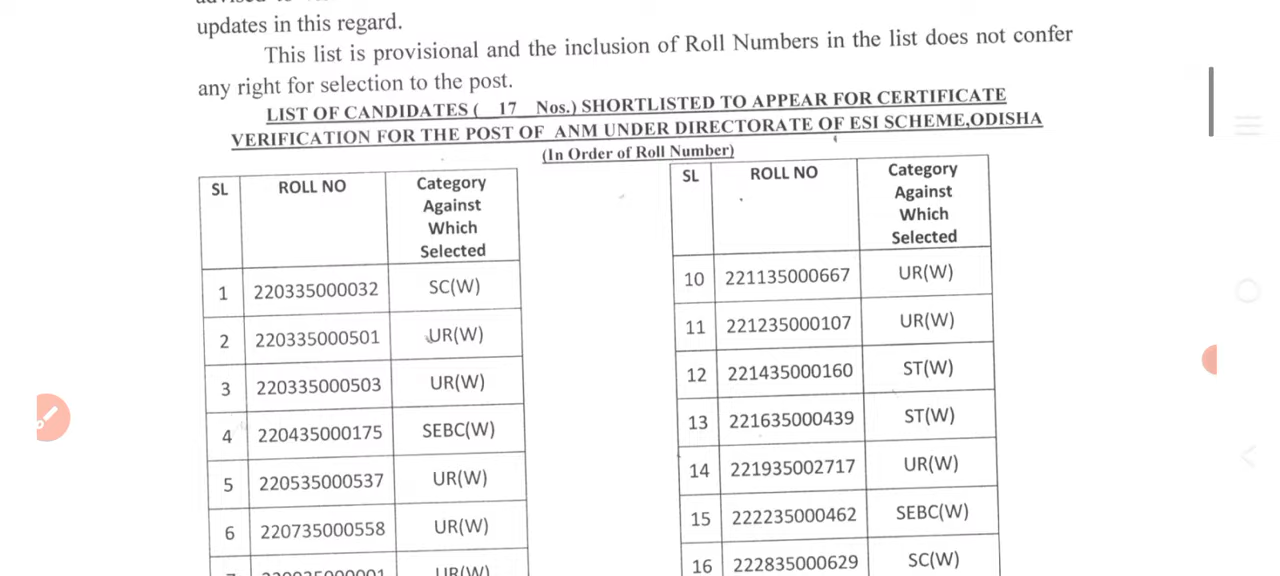 updates in this regard.
This list is provisional and the inclusion of Roll Numbers in the list does not confer
any right for selection to the post.
LIST OF CANDIDATES ( 17 Nos.) SHORTLISTED TO APPEAR FOR CERTIFICATE
VERIFICATION FOR THE POST OF ANM UNDER DIRECTORATE OF ESI SCHEME,ODISHA
(In Order of Roll Number)
SL ROLL NO Category Against Which Selected
1 220335000032 SC(W)
2 220335000501 UR(W)
3 220335000503 UR(W)
4 220435000175 SEBC(W)
5 220535000537 UR(W)
6 220735000558 UR(W)
UR(W)
SL ROLL NO Category Against Which Selected
10 221135000667 UR(W)
11 221235000107 UR(W)
12 221435000160 ST(W)
13 221635000439 ST(W)
14 221935002717 UR(W)
15 222235000462 SEBC(W)
16 222835000629 SC(W)